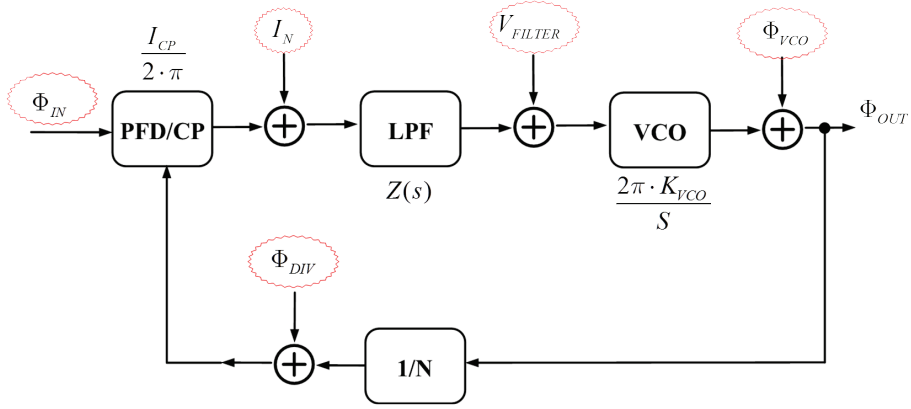 I_CP
2·π
I_N
V_FILTER
Φ_VCO
Φ_IN
PFD/CP
+
LPF
+
VCO
+
Φ_OUT
Z(s)
2π·K_VCO
S
Φ_DIV
+
1/N